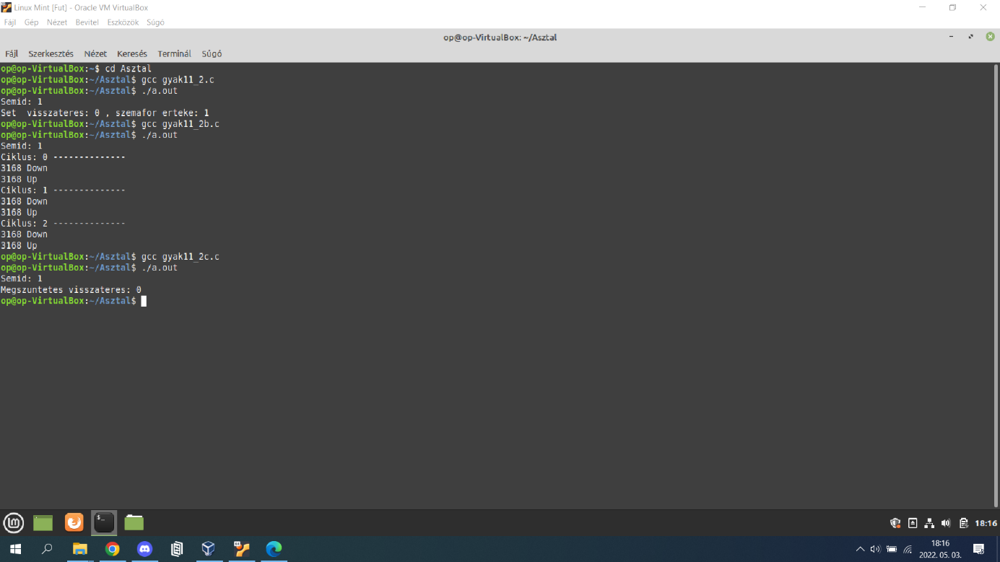 Linux Mint [Fut] - Oracle VM VirtualBox
Fájl Gép Nézet Bevitel Eszközök Súgó
op@op-VirtualBox: ~/Asztal
Fájl Szerkesztés Nézet Keresés Terminál Súgó
op@op-VirtualBox:~$ cd Asztal
op@op-VirtualBox:~/Asztal$ gcc gyak11_2.c
op@op-VirtualBox:~/Asztal$ ./a.out
Semid: 1
Set  visszateres: 0 , szemafor erteke: 1
op@op-VirtualBox:~/Asztal$ gcc gyak11_2b.c
op@op-VirtualBox:~/Asztal$ ./a.out
Semid: 1
Ciklus: 0 --------------
3168 Down
3168 Up
Ciklus: 1 --------------
3168 Down
3168 Up
Ciklus: 2 --------------
3168 Down
3168 Up
op@op-VirtualBox:~/Asztal$ gcc gyak11_2c.c
op@op-VirtualBox:~/Asztal$ ./a.out
Semid: 1
Megszuntetes visszateres: 0
op@op-VirtualBox:~/Asztal$
18:16
18:16
2022. 05. 03.